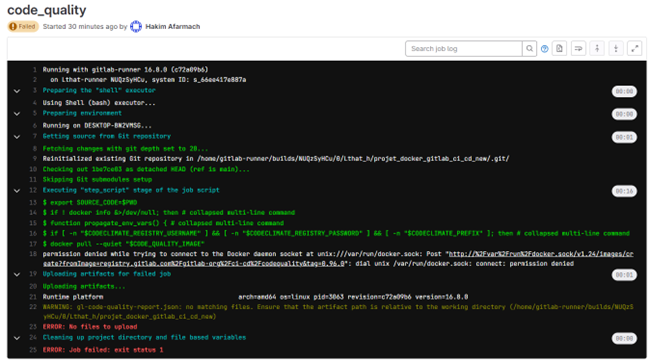 code_quality
Failed Started 30 minutes ago by Hakim Afarmach
Search job log
1 Running with gitlab-runner 16.8.0 (c72a09b6)
2 on lthat-runner NUQzSyHCu, system ID: s_66ee417e887a
3 Preparing the "shell" executor 00:00
4 Using Shell (bash) executor...
5 Preparing environment 00:00
6 Running on DESKTOP-BW2VMSG...
7 Getting source from Git repository 00:01
8 Fetching changes with git depth set to 20...
9 Reinitialized existing Git repository in /home/gitlab-runner/builds/NUQzSyHCu/0/Lthat_h/projet_docker_gitlab_ci_cd_new/.git/
10 Checking out 1be7ce03 as detached HEAD (ref is main)...
11 Skipping Git submodules setup
12 Executing "step_script" stage of the job script 00:16
13 $ export SOURCE_CODE=$PWD
14 $ if ! docker info &>/dev/null; then # collapsed multi-line command
15 $ function propagate_env_vars() { # collapsed multi-line command
16 $ if [ -n "$CODECLIMATE_REGISTRY_USERNAME" ] && [ -n "$CODECLIMATE_REGISTRY_PASSWORD" ] && [ -n "$CODECLIMATE_PREFIX" ]; then # collapsed multi-line command
17 $ docker pull --quiet "$CODE_QUALITY_IMAGE"
18 permission denied while trying to connect to the Docker daemon socket at unix:///var/run/docker.sock: Post "http://%2Fvar%2Frun%2Fdocker.sock/v1.24/images/create?fromImage=registry.gitlab.com%2Fgitlab-org%2Fci-cd%2Fcodequality&tag=0.96.0": dial unix /var/run/docker.sock: connect: permission denied
19 Uploading artifacts for failed job 00:01
20 Uploading artifacts...
21 Runtime platform arch=amd64 os=linux pid=3063 revision=c72a09b6 version=16.8.0
22 WARNING: gl-code-quality-report.json: no matching files. Ensure that the artifact path is relative to the working directory (/home/gitlab-runner/builds/NUQzSyHCu/0/Lthat_h/projet_docker_gitlab_ci_cd_new)
23 ERROR: No files to upload
24 Cleaning up project directory and file based variables 00:00
25 ERROR: Job failed: exit status 1